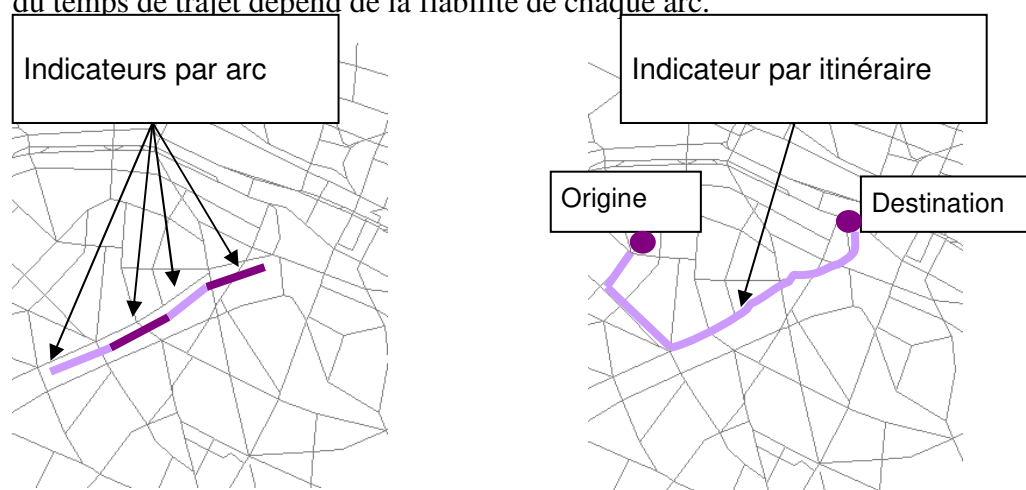 du temps de trajet dépend de la fiabilité de chaque arc.
Indicateurs par arc
Indicateur par itinéraire
Origine
Destination